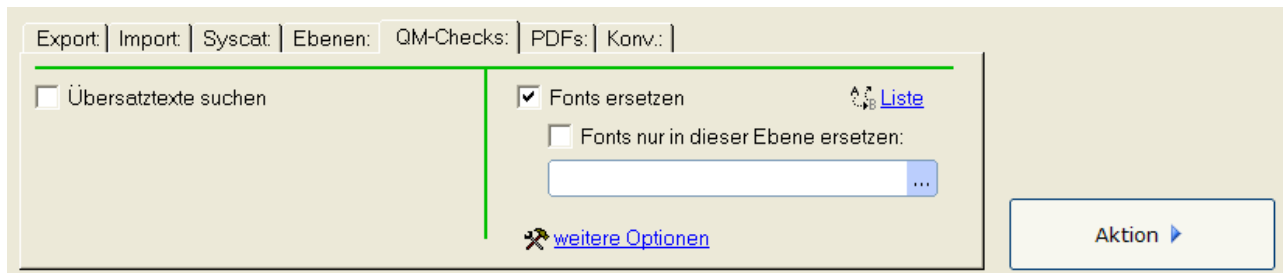 Export: Import: Syscat: Ebenen: QM-Checks: PDFs: Konv.:
Übersatztexte suchen
Fonts ersetzen
Liste
Fonts nur in dieser Ebene ersetzen:
...
weitere Optionen
Aktion